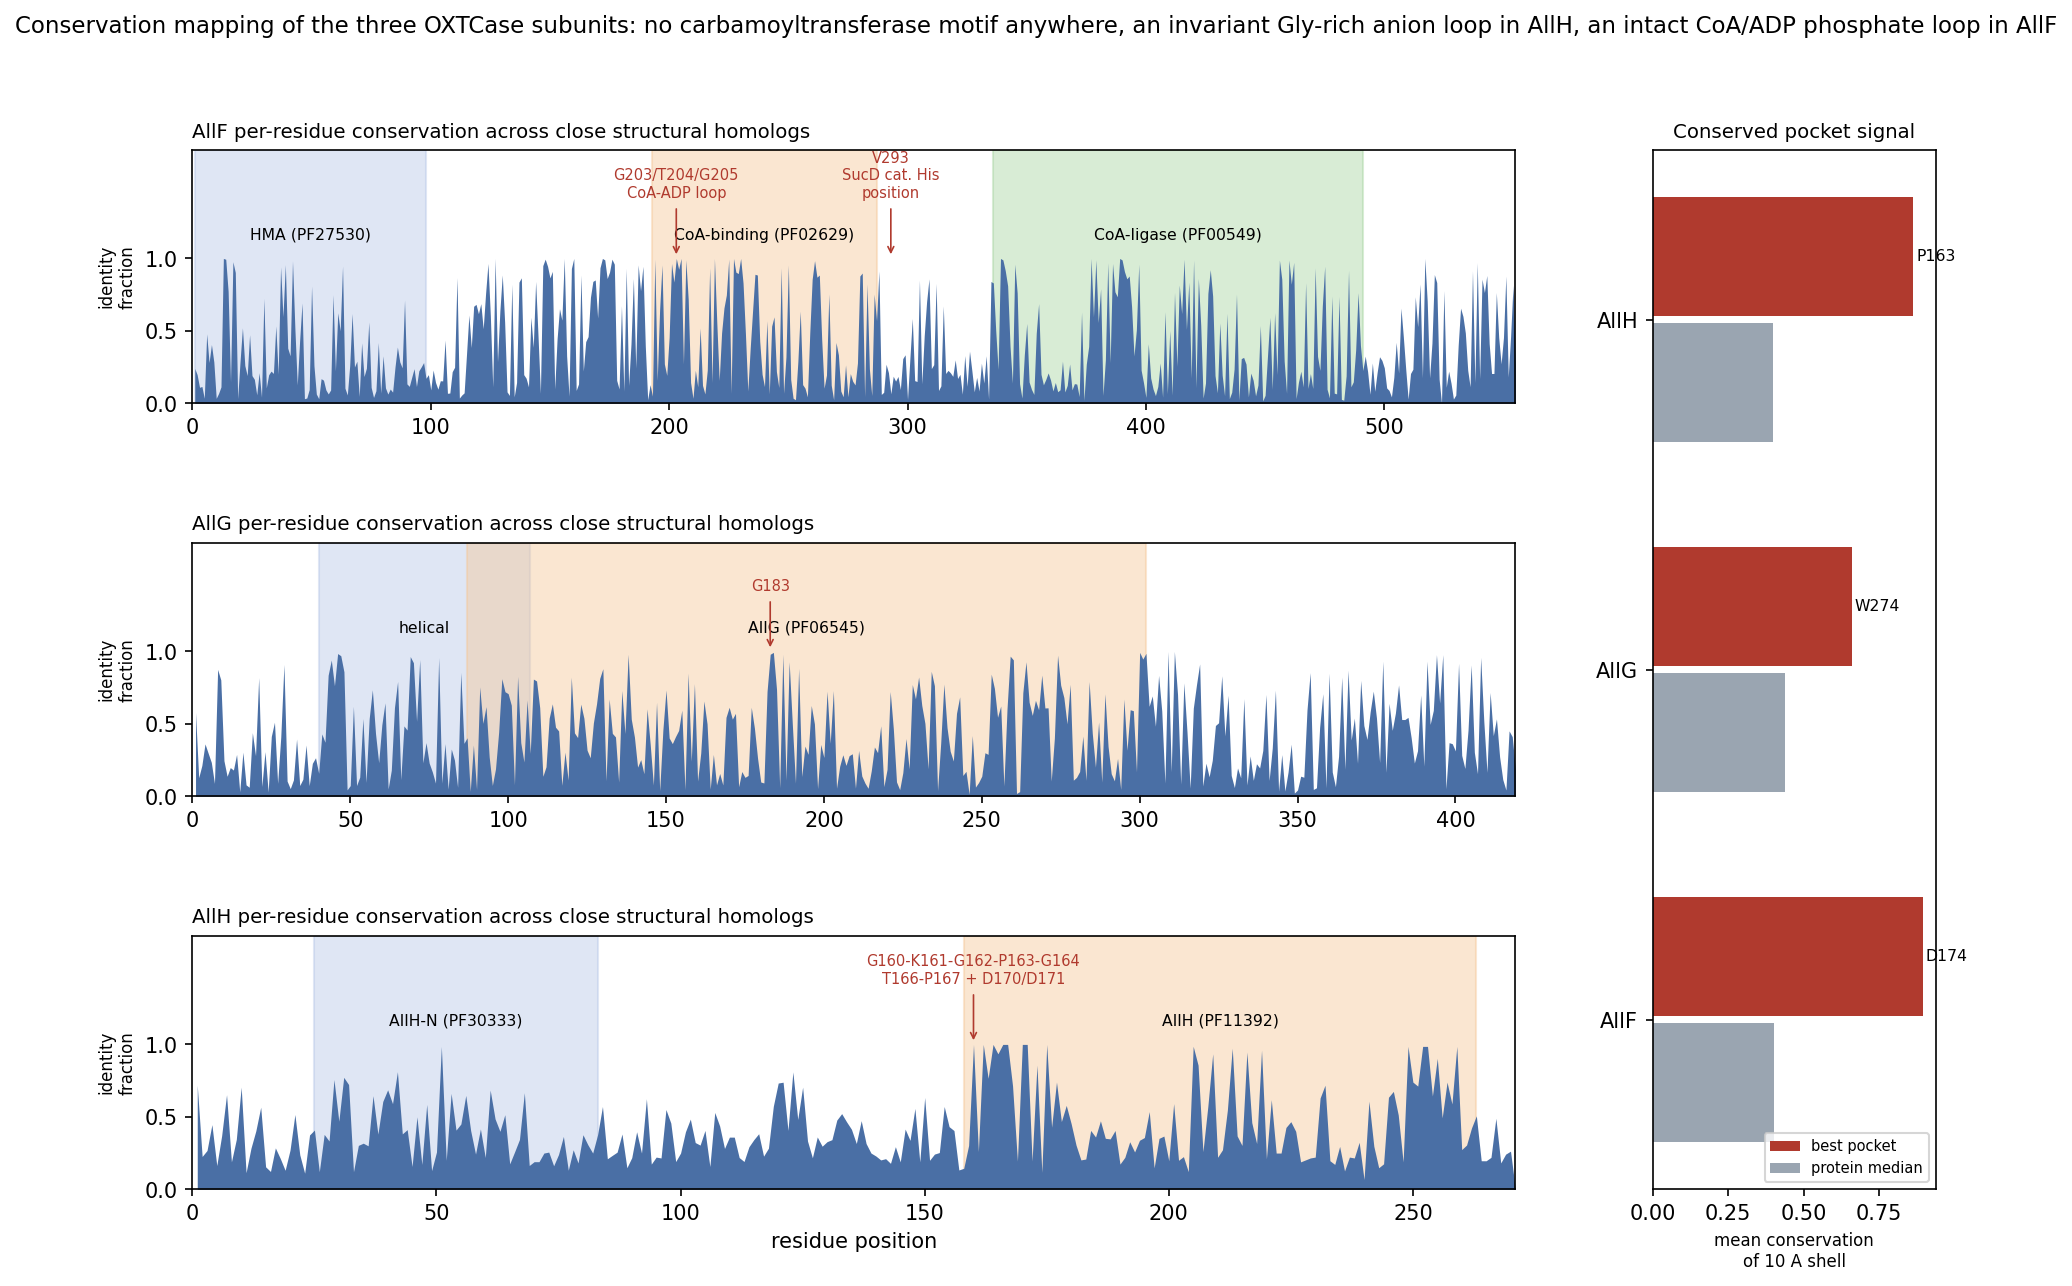 Conservation mapping of the three OXTCase subunits: no carbamoyltransferase motif anywhere, an invariant Gly-rich anion loop in AllH, an intact CoA/ADP phosphate loop in AllF
AllF per-residue conservation across close structural homologs
V293
SucD cat. His
position
G203/T204/G205
CoA-ADP loop
HMA (PF27530)
CoA-binding (PF02629)
CoA-ligase (PF00549)
identity
fraction
1.0
0.5
0.0
0
100
200
300
400
500
AllG per-residue conservation across close structural homologs
G183
helical
AllG (PF06545)
identity
fraction
1.0
0.5
0.0
0
50
100
150
200
250
300
350
400
AllH per-residue conservation across close structural homologs
G160-K161-G162-P163-G164
T166-P167 + D170/D171
AllH-N (PF30333)
AllH (PF11392)
identity
fraction
1.0
0.5
0.0
0
50
100
150
200
250
residue position
Conserved pocket signal
P163
AllH
W274
AllG
D174
AllF
best pocket
protein median
0.00
0.25
0.50
0.75
mean conservation
of 10 A shell